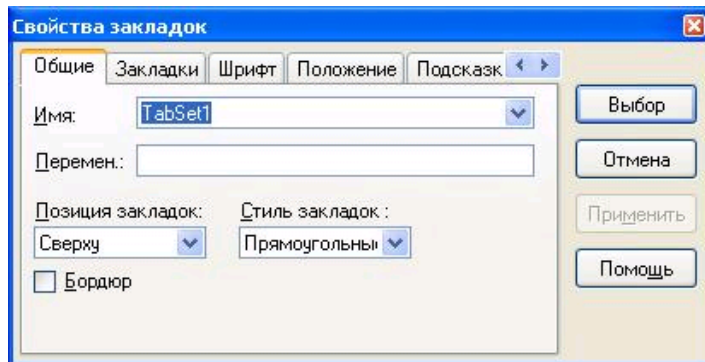 Свойства закладок
Общие Закладки Шрифт Положение Подсказк
Имя: TabSet1
Выбор
Перемен.:
Отмена
Позиция закладок: Стиль закладок :
Применить
Сверху Прямоугольны
Помощь
Бордюр